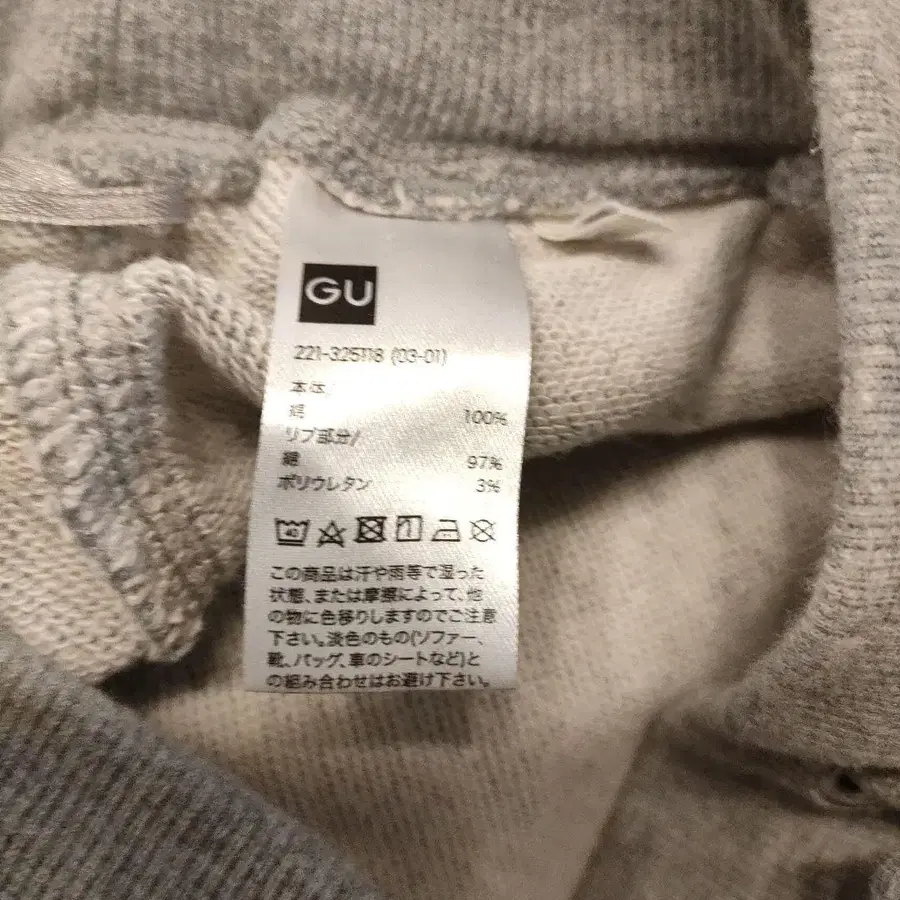 GU
221-325118 (03-01)
本体/
綿 100%
リブ部分/
綿 97%
ポリウレタン 3%
40
この商品は汗や雨等で湿った
状態、または摩擦によって、他
の物に色移りしますのでご注意
下さい。淡色のもの(ソファー、
靴、バッグ、車のシートなど)と
の組み合わせはお避け下さい。